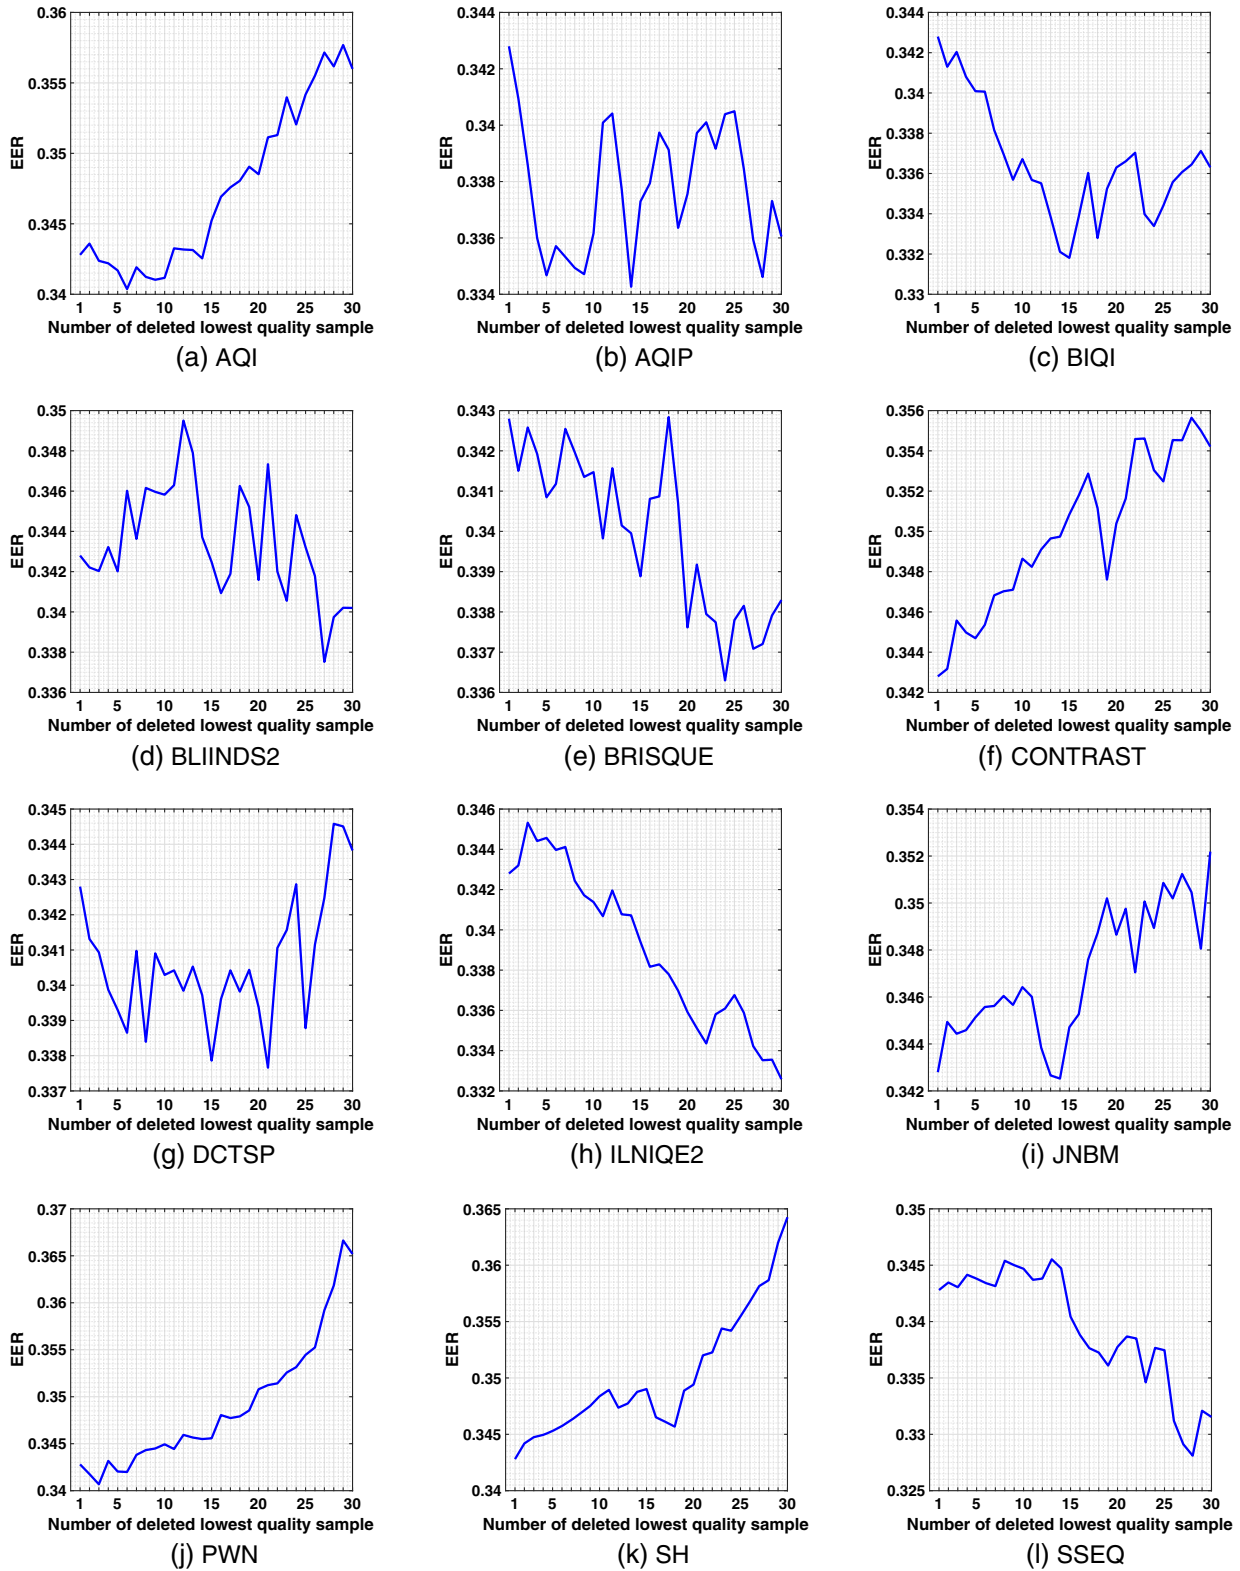 0.36
0.355
0.35
0.345
0.34
EER
1 5 10 15 20 25 30
Number of deleted lowest quality sample
(a) AQI
0.344
0.342
0.34
0.338
0.336
0.334
EER
1 5 10 15 20 25 30
Number of deleted lowest quality sample
(b) AQIP
0.344
0.342
0.34
0.338
0.336
0.334
0.332
0.33
EER
1 5 10 15 20 25 30
Number of deleted lowest quality sample
(c) BIQI
0.35
0.348
0.346
0.344
0.342
0.34
0.338
0.336
EER
1 5 10 15 20 25 30
Number of deleted lowest quality sample
(d) BLIINDS2
0.343
0.342
0.341
0.34
0.339
0.338
0.337
0.336
EER
1 5 10 15 20 25 30
Number of deleted lowest quality sample
(e) BRISQUE
0.356
0.354
0.352
0.35
0.348
0.346
0.344
0.342
EER
1 5 10 15 20 25 30
Number of deleted lowest quality sample
(f) CONTRAST
0.345
0.344
0.343
0.342
0.341
0.34
0.339
0.338
0.337
EER
1 5 10 15 20 25 30
Number of deleted lowest quality sample
(g) DCTSP
0.346
0.344
0.342
0.34
0.338
0.336
0.334
0.332
EER
1 5 10 15 20 25 30
Number of deleted lowest quality sample
(h) ILNIQE2
0.354
0.352
0.35
0.348
0.346
0.344
0.342
EER
1 5 10 15 20 25 30
Number of deleted lowest quality sample
(i) JNBM
0.37
0.365
0.36
0.355
0.35
0.345
0.34
EER
1 5 10 15 20 25 30
Number of deleted lowest quality sample
(j) PWN
0.365
0.36
0.355
0.35
0.345
0.34
EER
1 5 10 15 20 25 30
Number of deleted lowest quality sample
(k) SH
0.35
0.345
0.34
0.335
0.33
0.325
EER
1 5 10 15 20 25 30
Number of deleted lowest quality sample
(l) SSEQ